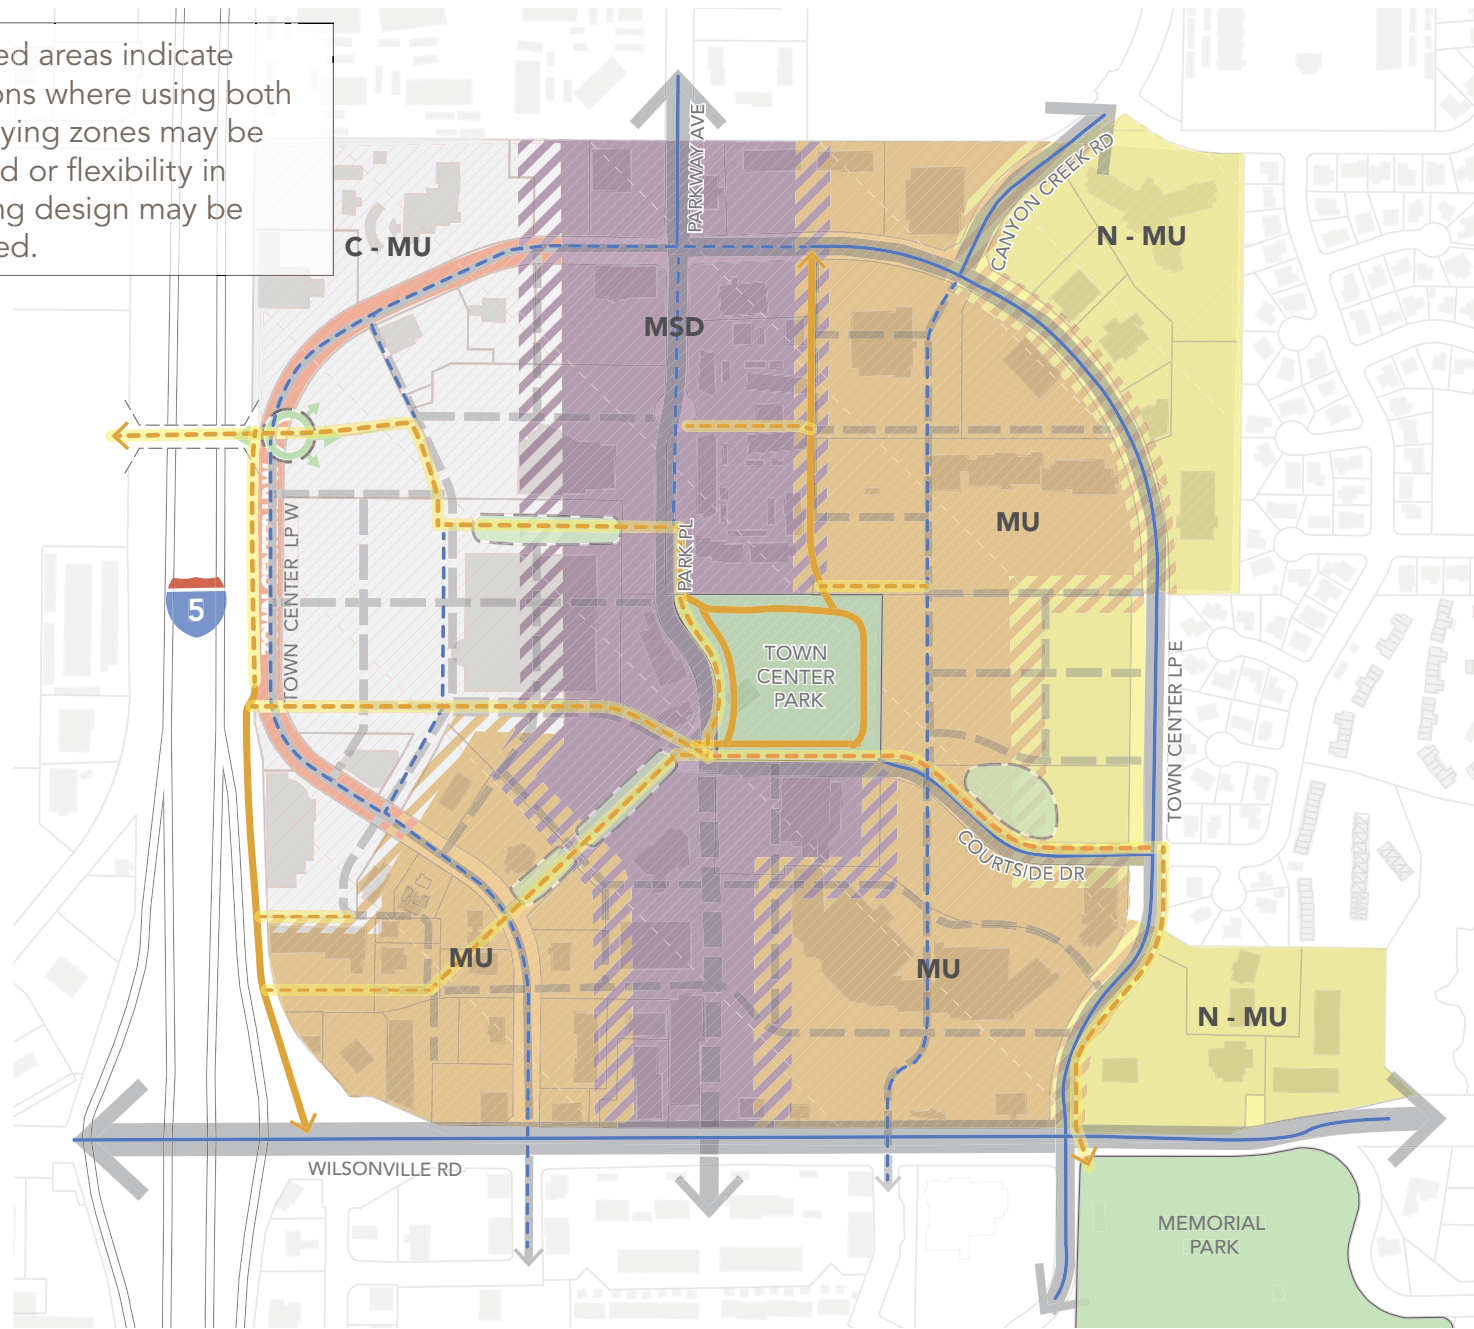 ed areas indicate
ons where using both
ying zones may be
d or flexibility in
ng design may be
ed.
C - MU
PARKWAY AVE
CANYON CREEK RD
N - MU
MSD
MU
PARK PL
TOWN CENTER LP W
5
TOWN
CENTER
PARK
TOWN CENTER LP E
COURTSIDE DR
MU
MU
N - MU
WILSONVILLE RD
MEMORIAL
PARK